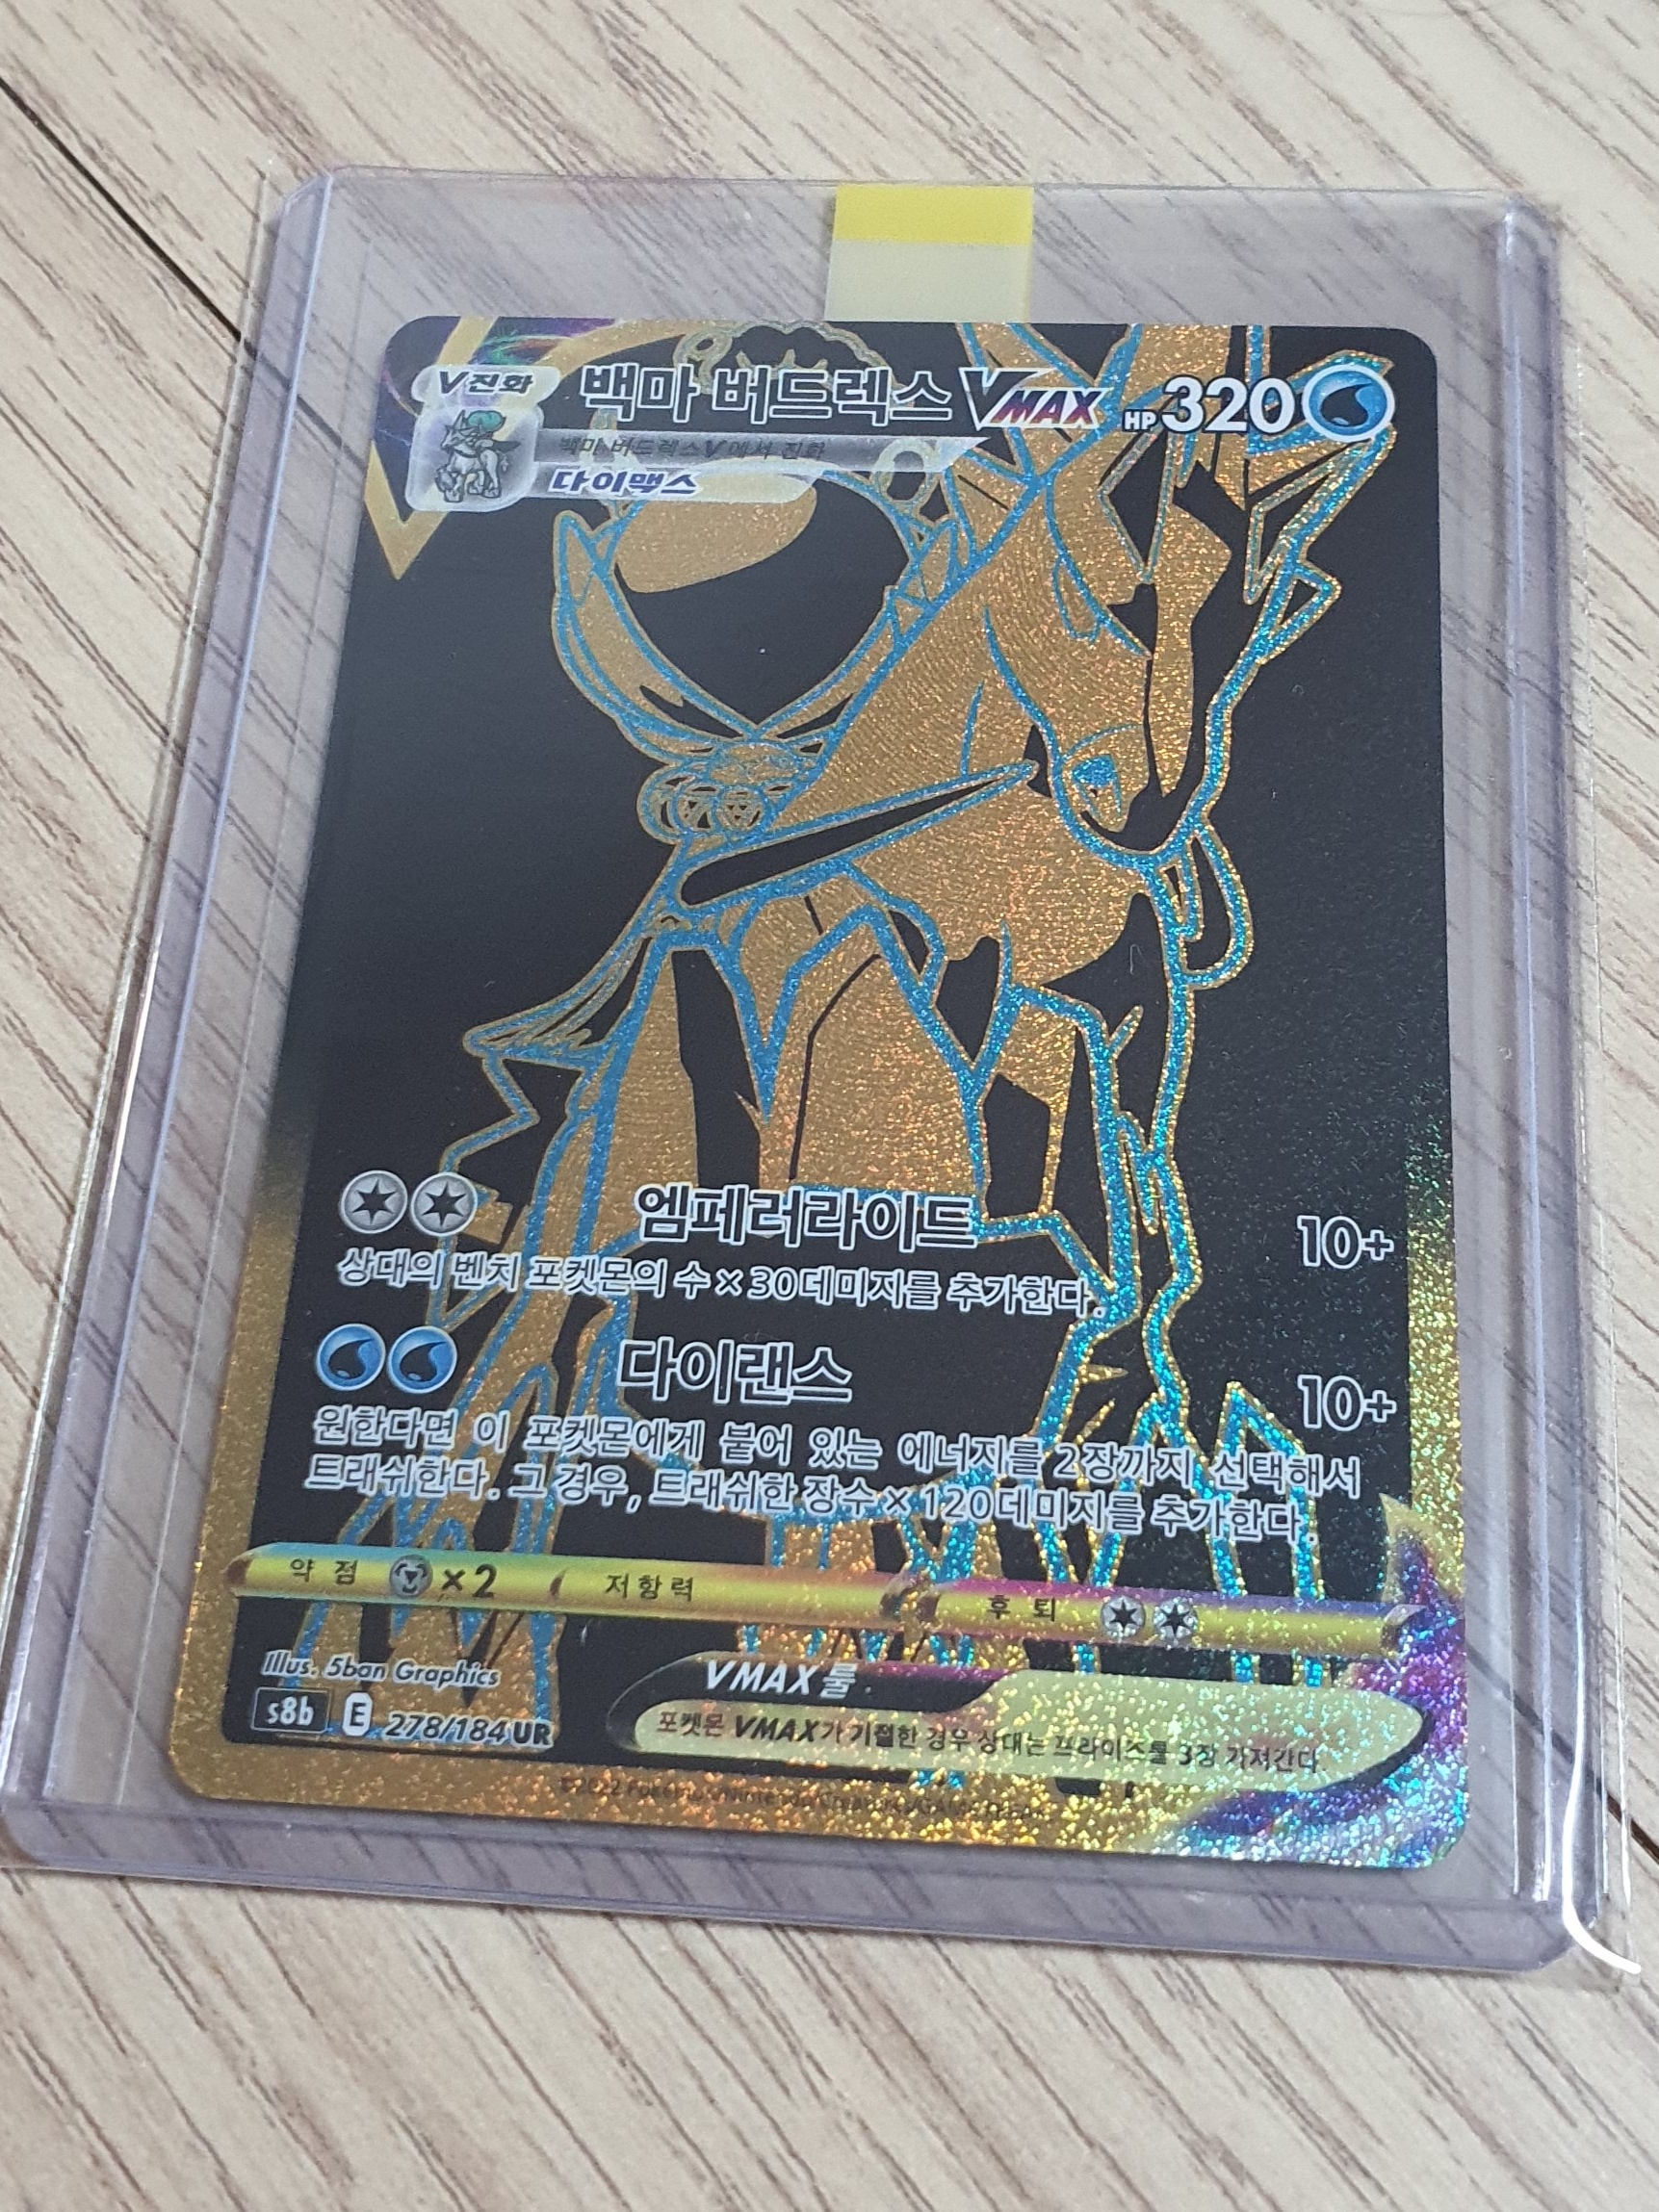 V진화
백마 버드렉스 VMAX HP 320
백마 버드렉스V에서 진화
다이맥스
엠페러라이드 10+
상대의 벤치 포켓몬의 수×30데미지를 추가한다.
다이랜스 10+
원한다면 이 포켓몬에게 붙어 있는 에너지를 2장까지 선택해서
트래쉬한다. 그 경우, 트래쉬한 장수×120데미지를 추가한다.
약점 ×2 저항력 후퇴
Illus. 5ban Graphics
VMAX 룰
s8b E 278/184 UR
포켓몬 VMAX가 기절한 경우 상대는 프라이즈를 3장 가져간다.
©2022 Pokémon/Nintendo/Creatures/GAME FREAK